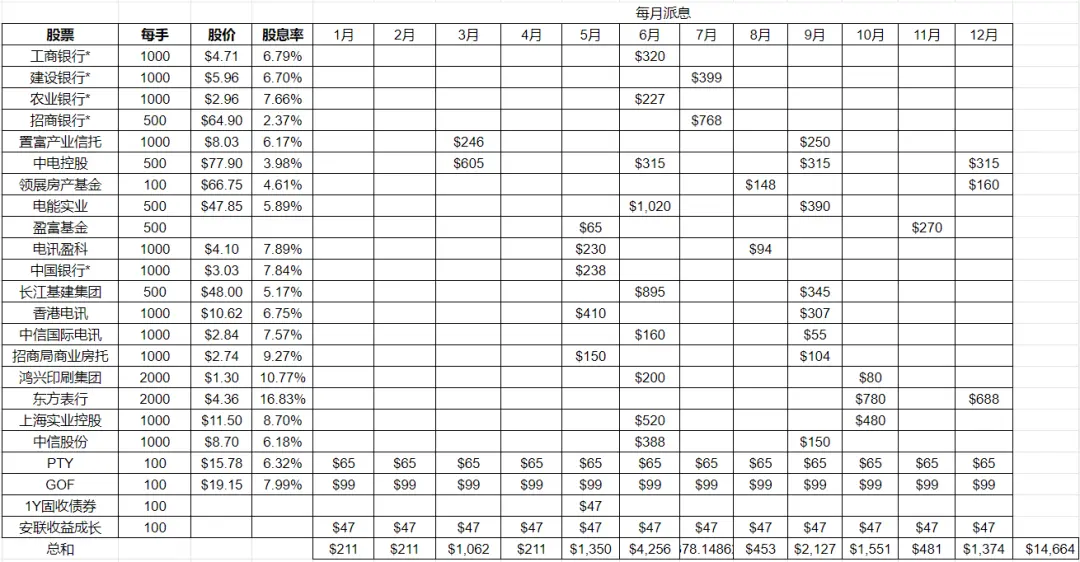 每月派息
股票 每手 股价 股息率 1月 2月 3月 4月 5月 6月 7月 8月 9月 10月 11月 12月
工商银行* 1000 $4.71 6.79% $320
建设银行* 1000 $5.96 6.70% $399
农业银行* 1000 $2.96 7.66% $227
招商银行* 500 $64.90 2.37% $768
置富产业信托 1000 $8.03 6.17% $246 $250
中电控股 500 $77.90 3.98% $605 $315 $315 $315
领展房产基金 100 $66.75 4.61% $148 $160
电能实业 500 $47.85 5.89% $1,020 $390
盈富基金 500 $65 $270
电讯盈科 1000 $4.10 7.89% $230 $94
中国银行* 1000 $3.03 7.84% $238
长江基建集团 500 $48.00 5.17% $895 $345
香港电讯 1000 $10.62 6.75% $410 $307
中信国际电讯 1000 $2.84 7.57% $160 $55
招商局商业房托 1000 $2.74 9.27% $150 $104
鸿兴印刷集团 2000 $1.30 10.77% $200 $80
东方表行 2000 $4.36 16.83% $780 $688
上海实业控股 1000 $11.50 8.70% $520 $480
中信股份 1000 $8.70 6.18% $388 $150
PTY 100 $15.78 6.32% $65 $65 $65 $65 $65 $65 $65 $65 $65 $65 $65 $65
GOF 100 $19.15 7.99% $99 $99 $99 $99 $99 $99 $99 $99 $99 $99 $99 $99
1Y固收债券 100 $47
安联收益成长 100 $47 $47 $47 $47 $47 $47 $47 $47 $47 $47 $47 $47
总和 $211 $211 $1,062 $211 $1,350 $4,256 $453 $2,127 $1,551 $481 $1,374 $14,664